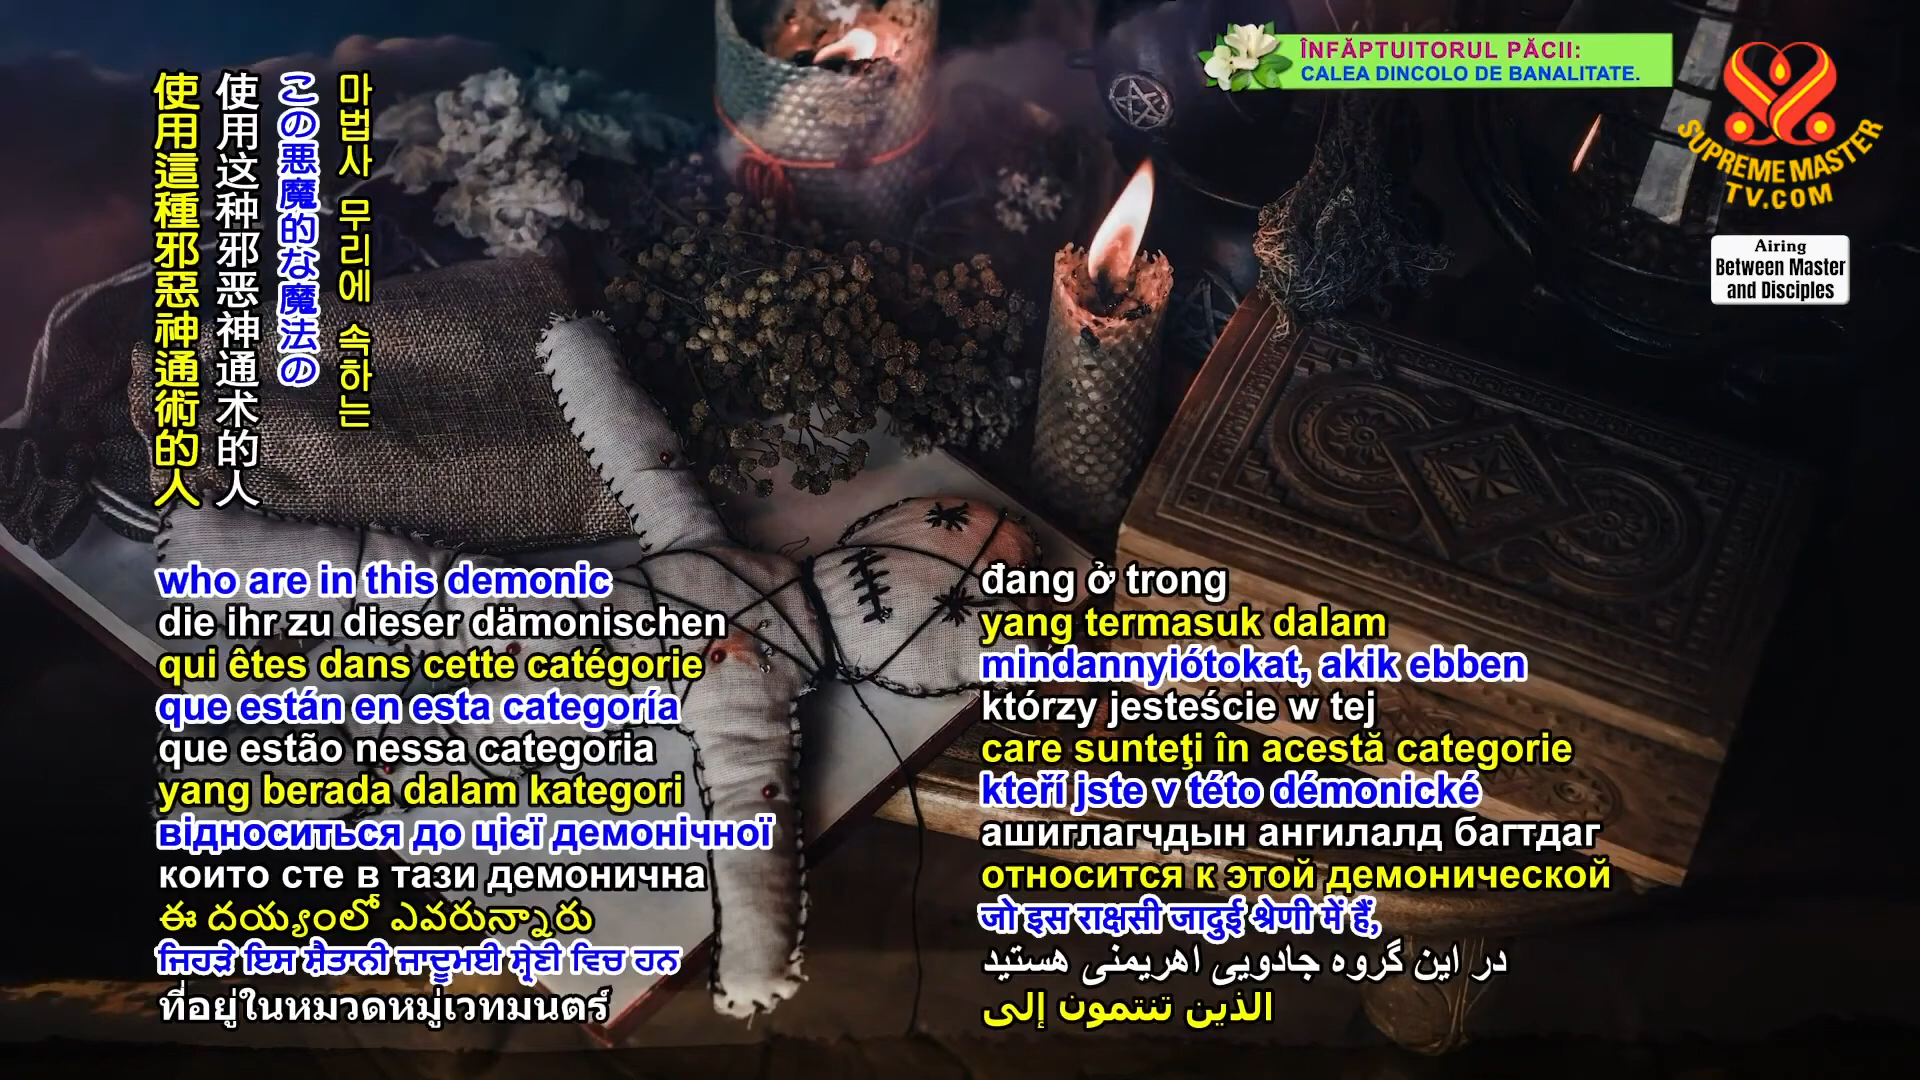 ÎNFĂPTUITORUL PĂCII:
CALEA DINCOLO DE BANALITATE.
SUPREME MASTER
TV.COM
Airing
Between Master
and Disciples
마법사 무리에 속하는
この悪魔的な魔法の
使用这种邪恶神通术的人
使用這種邪惡神通術的人
who are in this demonic
die ihr zu dieser dämonischen
qui êtes dans cette catégorie
que están en esta categoría
que estão nessa categoria
yang berada dalam kategori
відноситься до цієї демонічної
които сте в тази демонична
ఈ దయ్యంలో ఎవరున్నారు
ਜਿਹੜੇ ਇਸ ਸ਼ੈਤਾਨੀ ਜਾਦੂਮਈ ਸ਼੍ਰੇਣੀ ਵਿਚ ਹਨ
ที่อยู่ในหมวดหมู่เวทมนตร์
đang ở trong
yang termasuk dalam
mindannyiótokat, akik ebben
którzy jesteście w tej
care sunteţi în acestă categorie
kteří jste v této démonické
ашиглагчдын ангилалд багтдаг
относится к этой демонической
जो इस राक्षसी जादुई श्रेणी में हैं,
در این گروه جادویی اهریمنی هستید
الذين تنتمون إلى